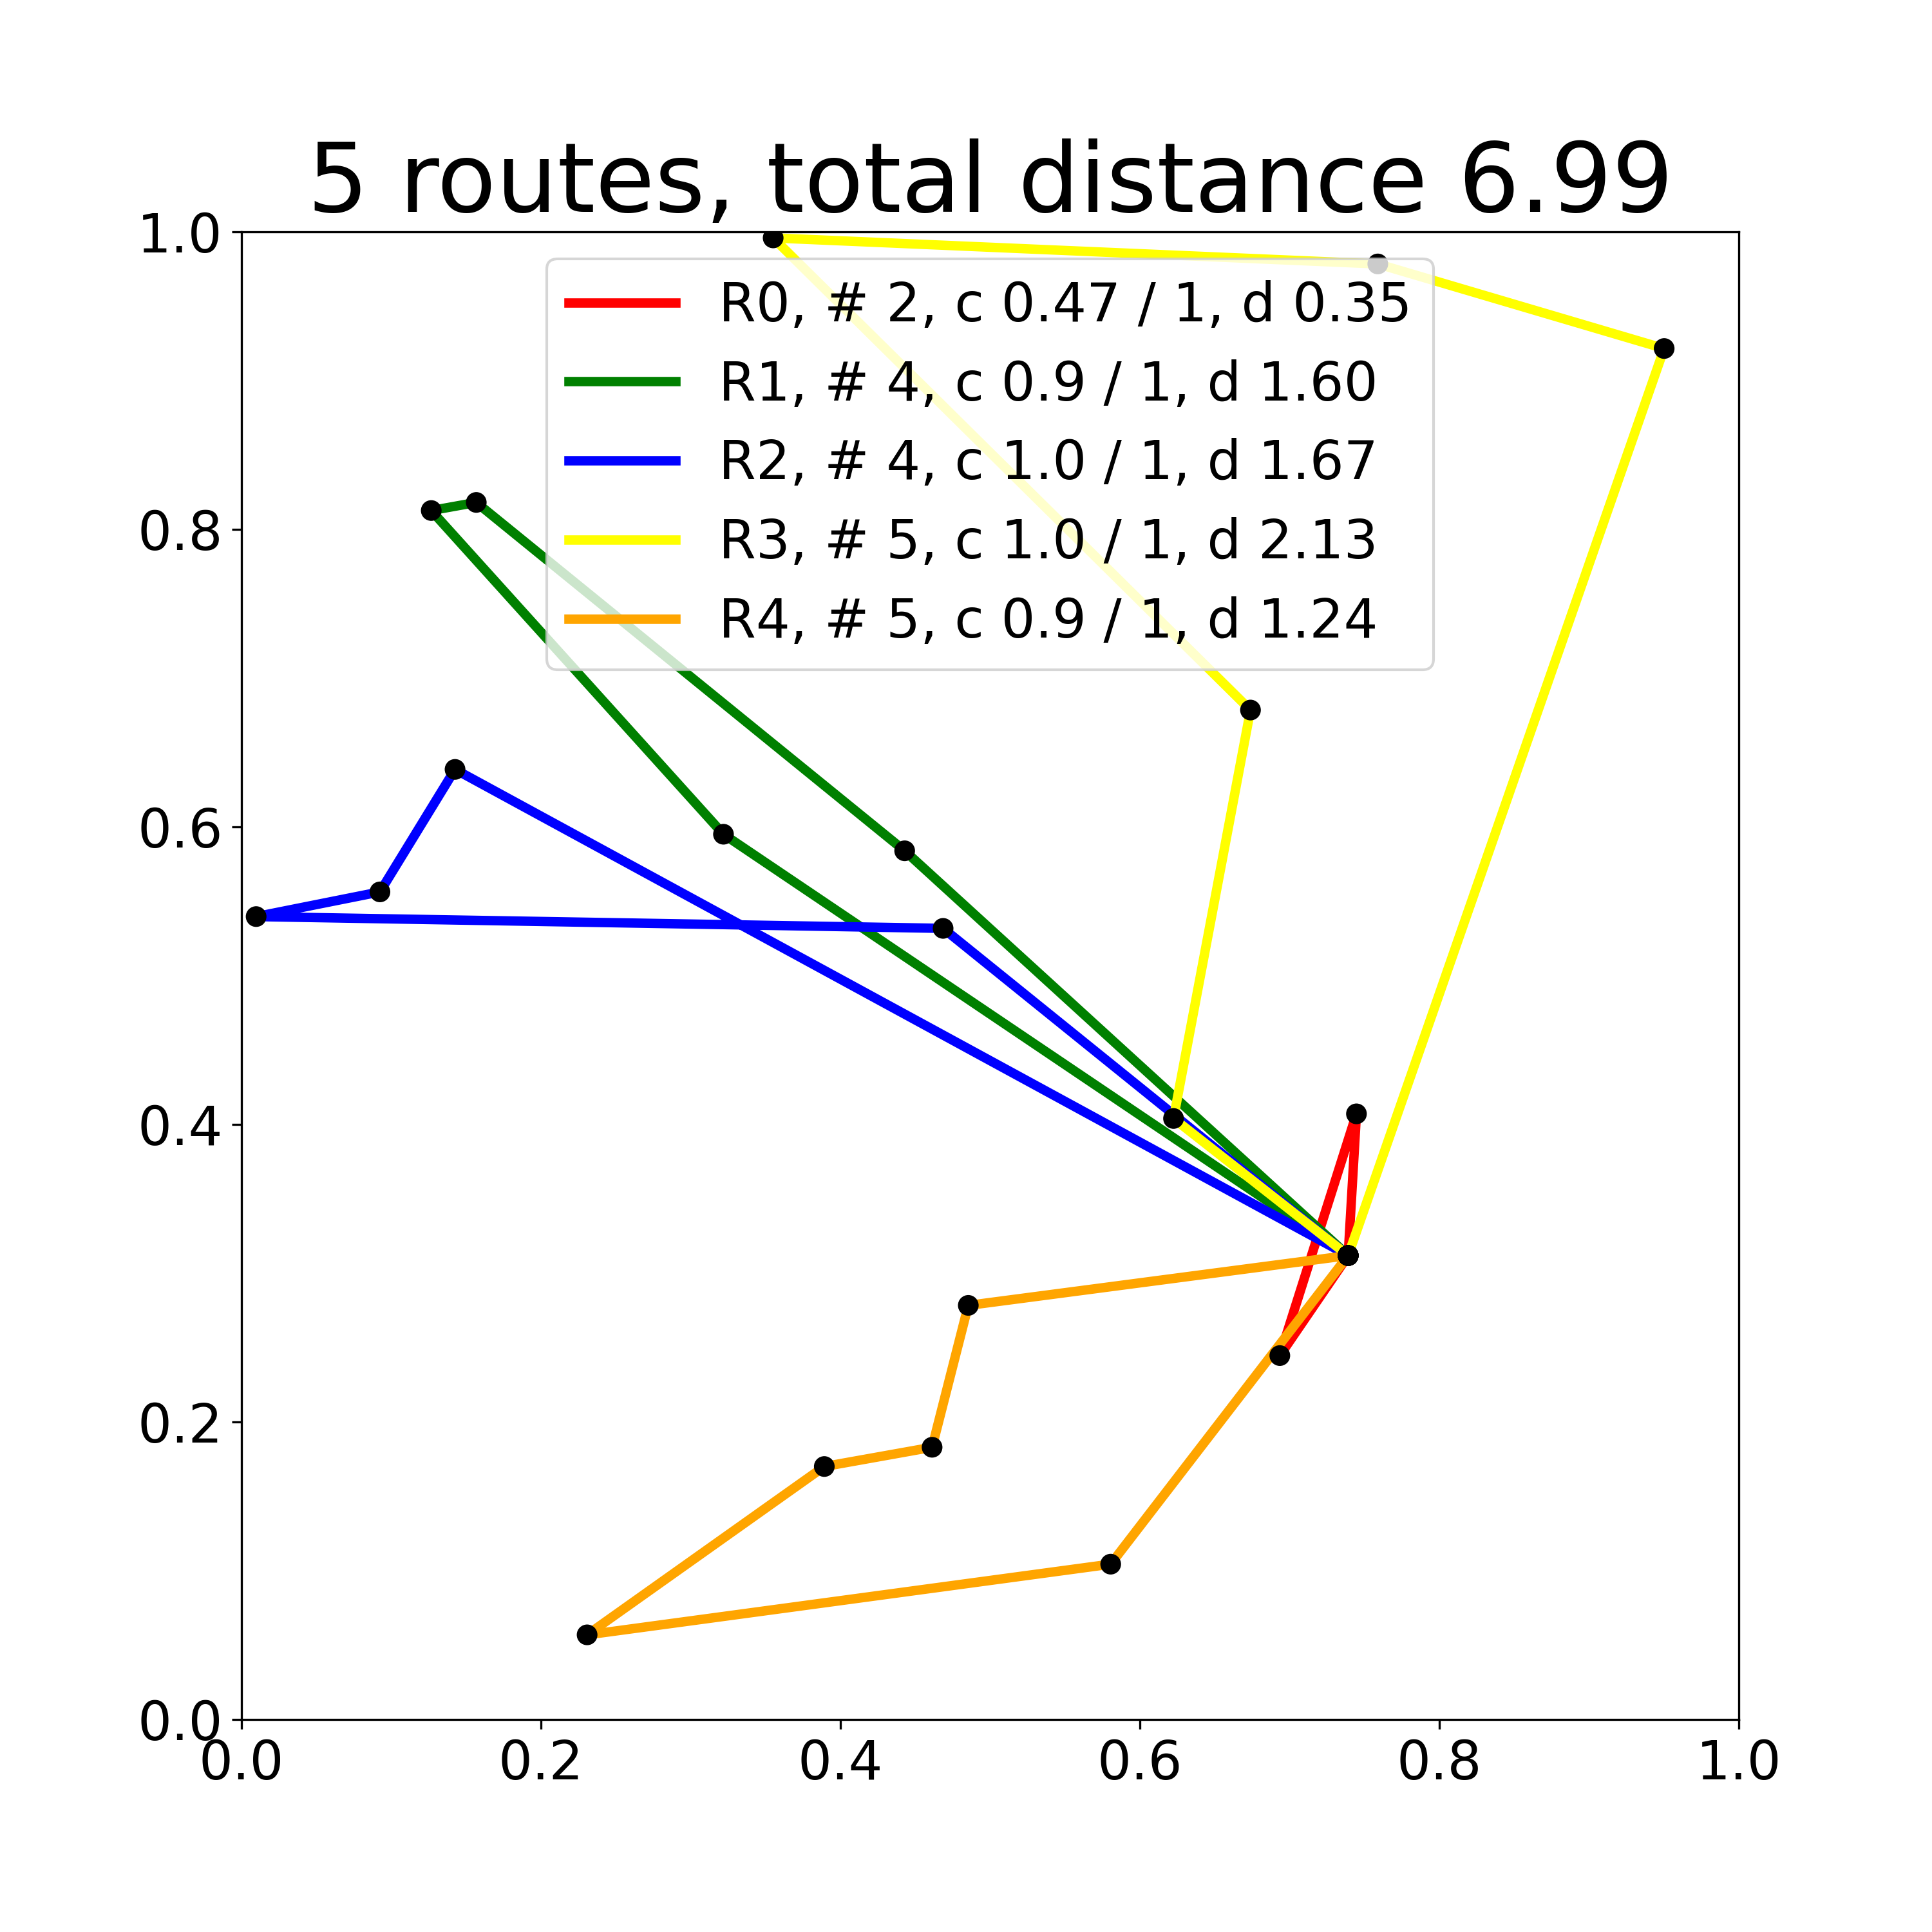 5 routes, total distance 6.99
1.0
R0, # 2, c 0.47 / 1, d 0.35
R1, # 4, c 0.9 / 1, d 1.60
R2, # 4, c 1.0 / 1, d 1.67
0.8
R3, # 5, c 1.0 / 1, d 2.13
R4, # 5, c 0.9 / 1, d 1.24
0.6
0.4
0.2
0.0
0.0 0.2 0.4 0.6 0.8 1.0